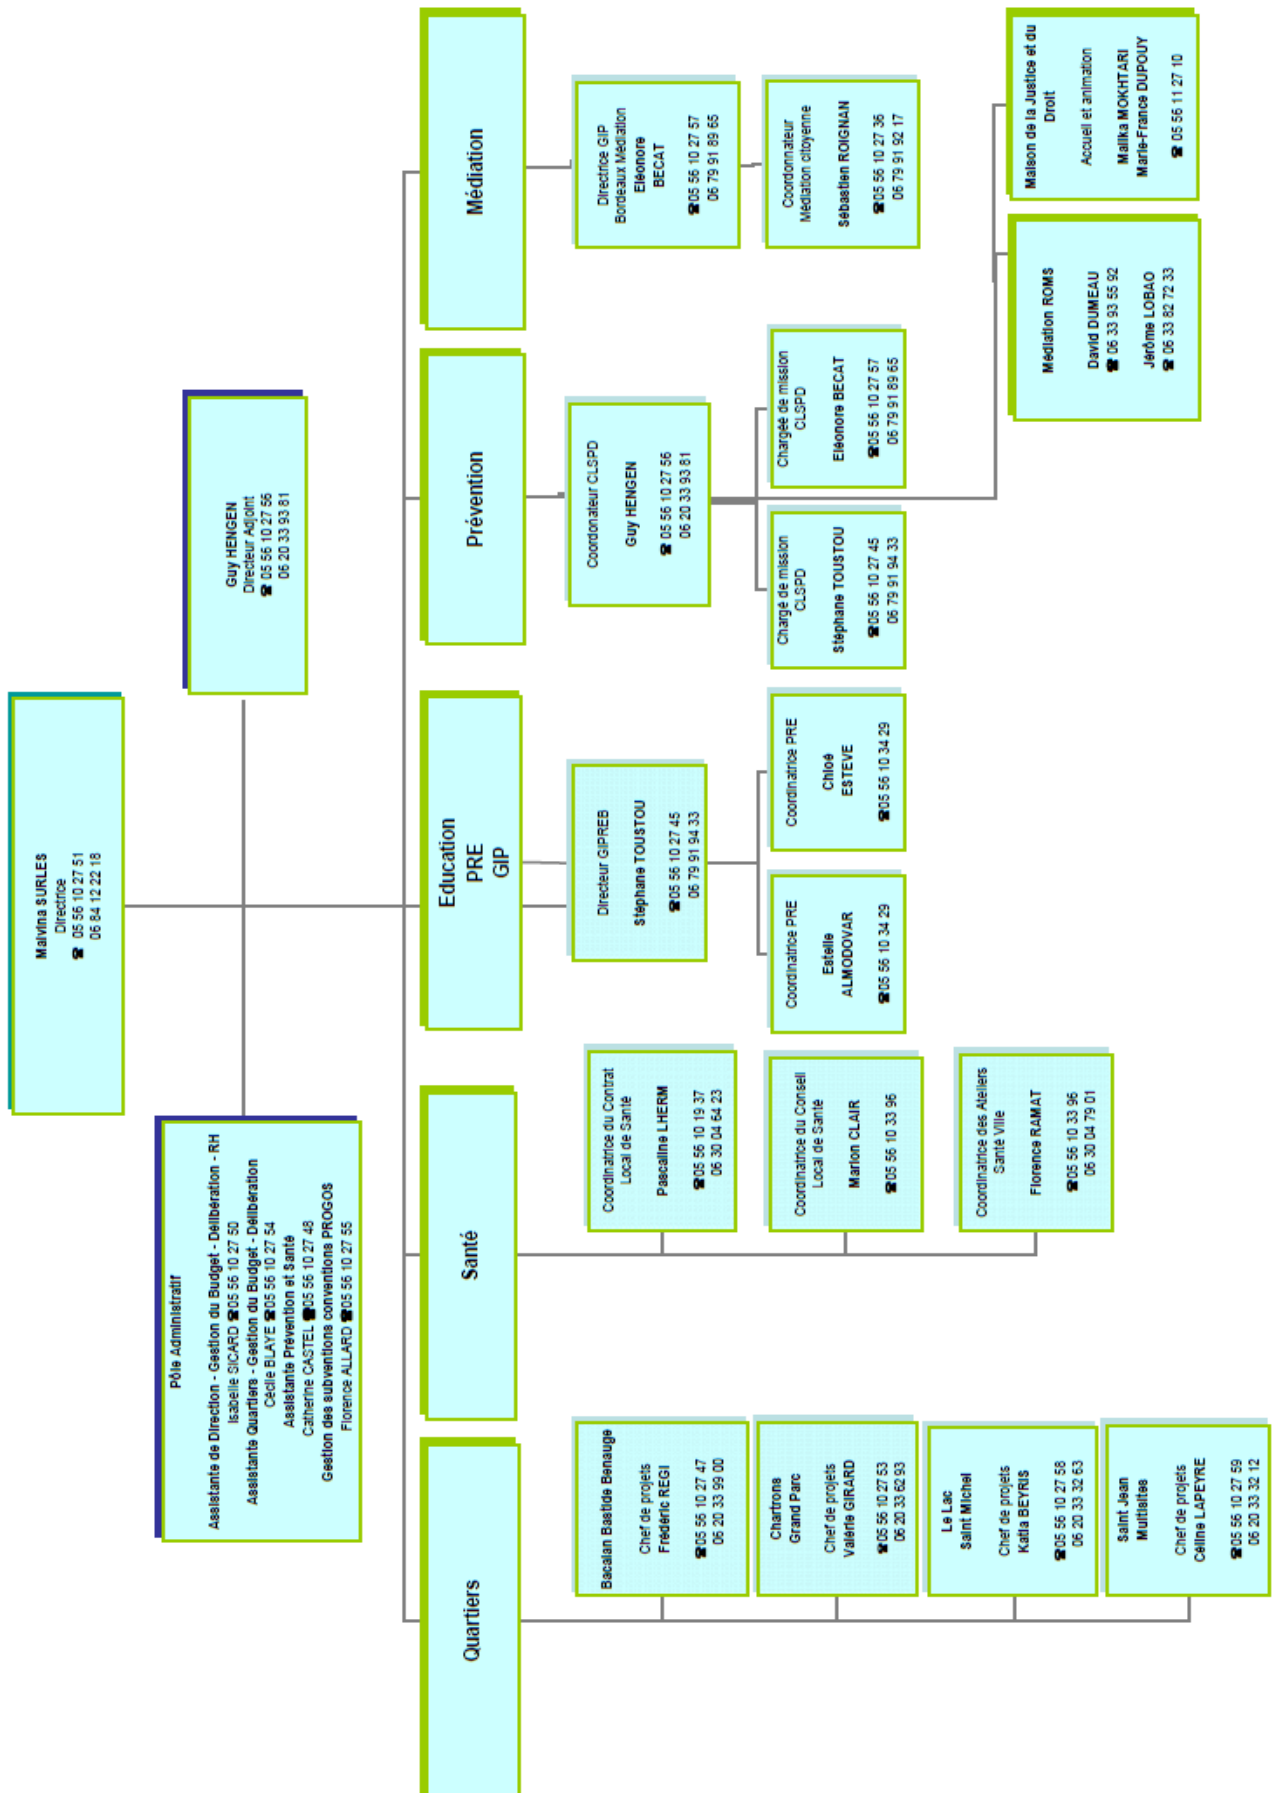 Malvina SURLES
Directrice
☎ 05 56 10 27 51
06 84 12 22 18
Pôle Administratif
Assistante de Direction - Gestion du Budget - Délibération - RH
Isabelle SICARD ☎05 56 10 27 50
Assistante Quartiers - Gestion du Budget - Délibération
Cécile BLAYE ☎05 56 10 27 54
Assistante Prévention et Santé
Catherine CASTEL ☎05 56 10 27 48
Gestion des subventions conventions PROGOS
Florence ALLARD ☎05 56 10 27 55
Guy HENGEN
Directeur Adjoint
☎ 05 56 10 27 56
06 20 33 93 81
Quartiers
Bacalan Bastide Benauge
Chef de projets
Frédéric REGI
☎05 56 10 27 47
06 20 33 99 00
Chartrons
Grand Parc
Chef de projets
Valérie GIRARD
☎05 56 10 27 53
06 20 33 62 93
Le Lac
Saint Michel
Chef de projets
Katia BEYRIS
☎05 56 10 27 58
06 20 33 32 63
Saint Jean
Multisites
Chef de projets
Céline LAPEYRE
☎05 56 10 27 59
06 20 33 32 12
Santé
Coordinatrice du Contrat
Local de Santé
Pascaline LHERM
☎05 56 10 19 37
06 30 04 64 23
Coordinatrice du Conseil
Local de Santé
Marion CLAIR
☎05 56 10 33 96
Coordinatrice des Ateliers
Santé Ville
Florence RAMAT
☎05 56 10 33 96
06 30 04 79 01
Education
PRE
GIP
Directeur GIPREB
Stéphane TOUSTOU
☎05 56 10 27 45
06 79 91 94 33
Coordinatrice PRE
Estelle
ALMODOVAR
☎05 56 10 34 29
Coordinatrice PRE
Chloé
ESTEVE
☎05 56 10 34 29
Prévention
Coordonateur CLSPD
Guy HENGEN
☎ 05 56 10 27 56
06 20 33 93 81
Chargé de mission
CLSPD
Stéphane TOUSTOU
☎05 56 10 27 45
06 79 91 94 33
Chargée de mission
CLSPD
Eléonore BECAT
☎05 56 10 27 57
06 79 91 89 65
Médiation
Directrice GIP
Bordeaux Médiation
Eléonore
BECAT
☎05 56 10 27 57
06 79 91 89 65
Coordonnateur
Médiation citoyenne
Sébastien ROIGNAN
☎05 56 10 27 36
06 79 91 92 17
Médiation ROMS
David DUMEAU
☎ 06 33 93 55 92
Jérôme LOBAO
☎ 06 33 82 72 33
Maison de la Justice et du
Droit
Accueil et animation
Malika MOKHTARI
Marie-France DUPOUY
☎ 05 56 11 27 10